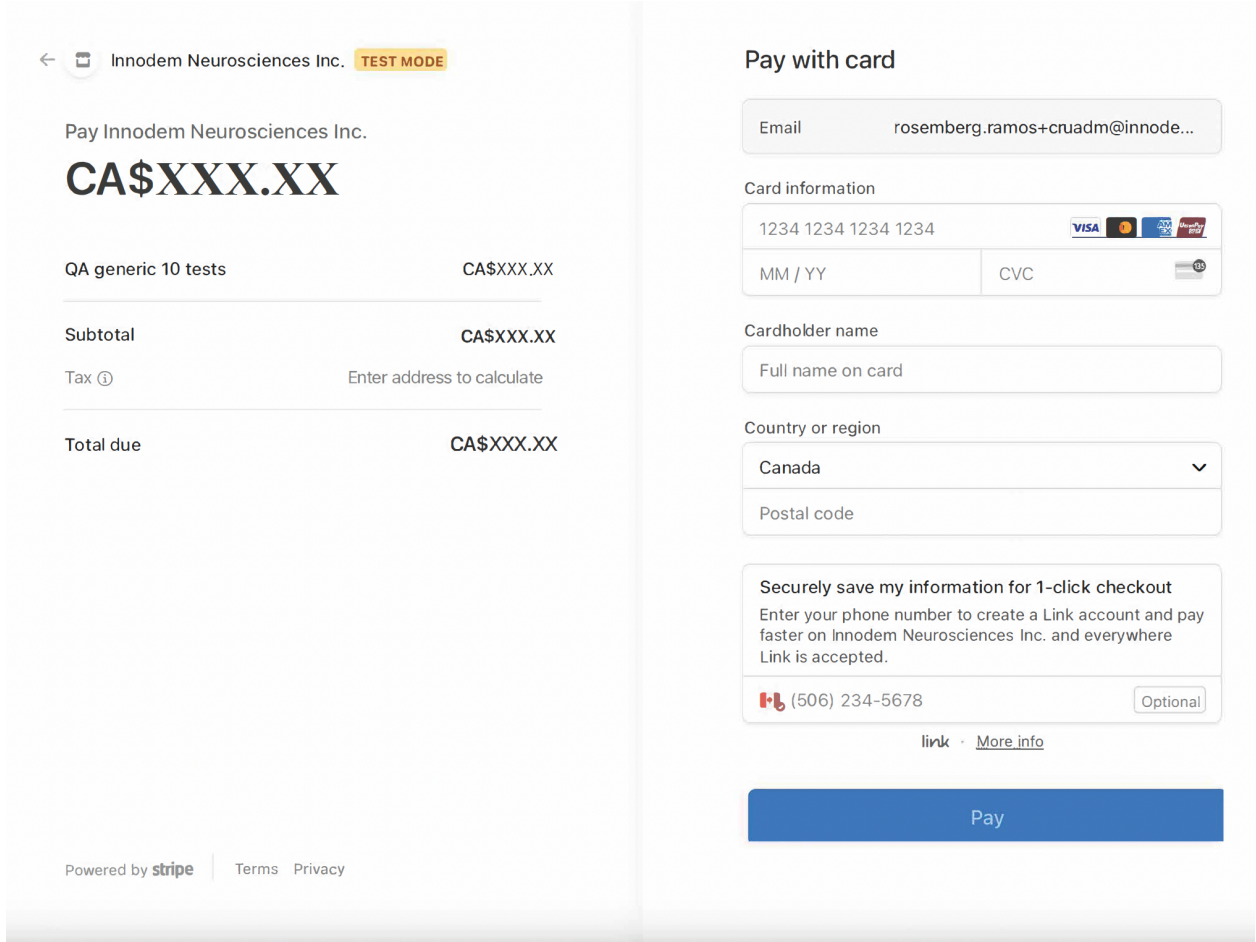 Innodem Neurosciences Inc. TEST MODE
Pay Innodem Neurosciences Inc.
CA$XXX.XX
QA generic 10 tests CA$XXX.XX
Subtotal CA$XXX.XX
Tax Enter address to calculate
Total due CA$XXX.XX
Powered by stripe Terms Privacy
Pay with card
Email rosemberg.ramos+cruadm@innode...
Card information
1234 1234 1234 1234 VISA AMEX UnionPay
MM / YY CVC 135
Cardholder name
Full name on card
Country or region
Canada
Postal code
Securely save my information for 1-click checkout
Enter your phone number to create a Link account and pay
faster on Innodem Neurosciences Inc. and everywhere
Link is accepted.
(506) 234-5678 Optional
link · More info
Pay